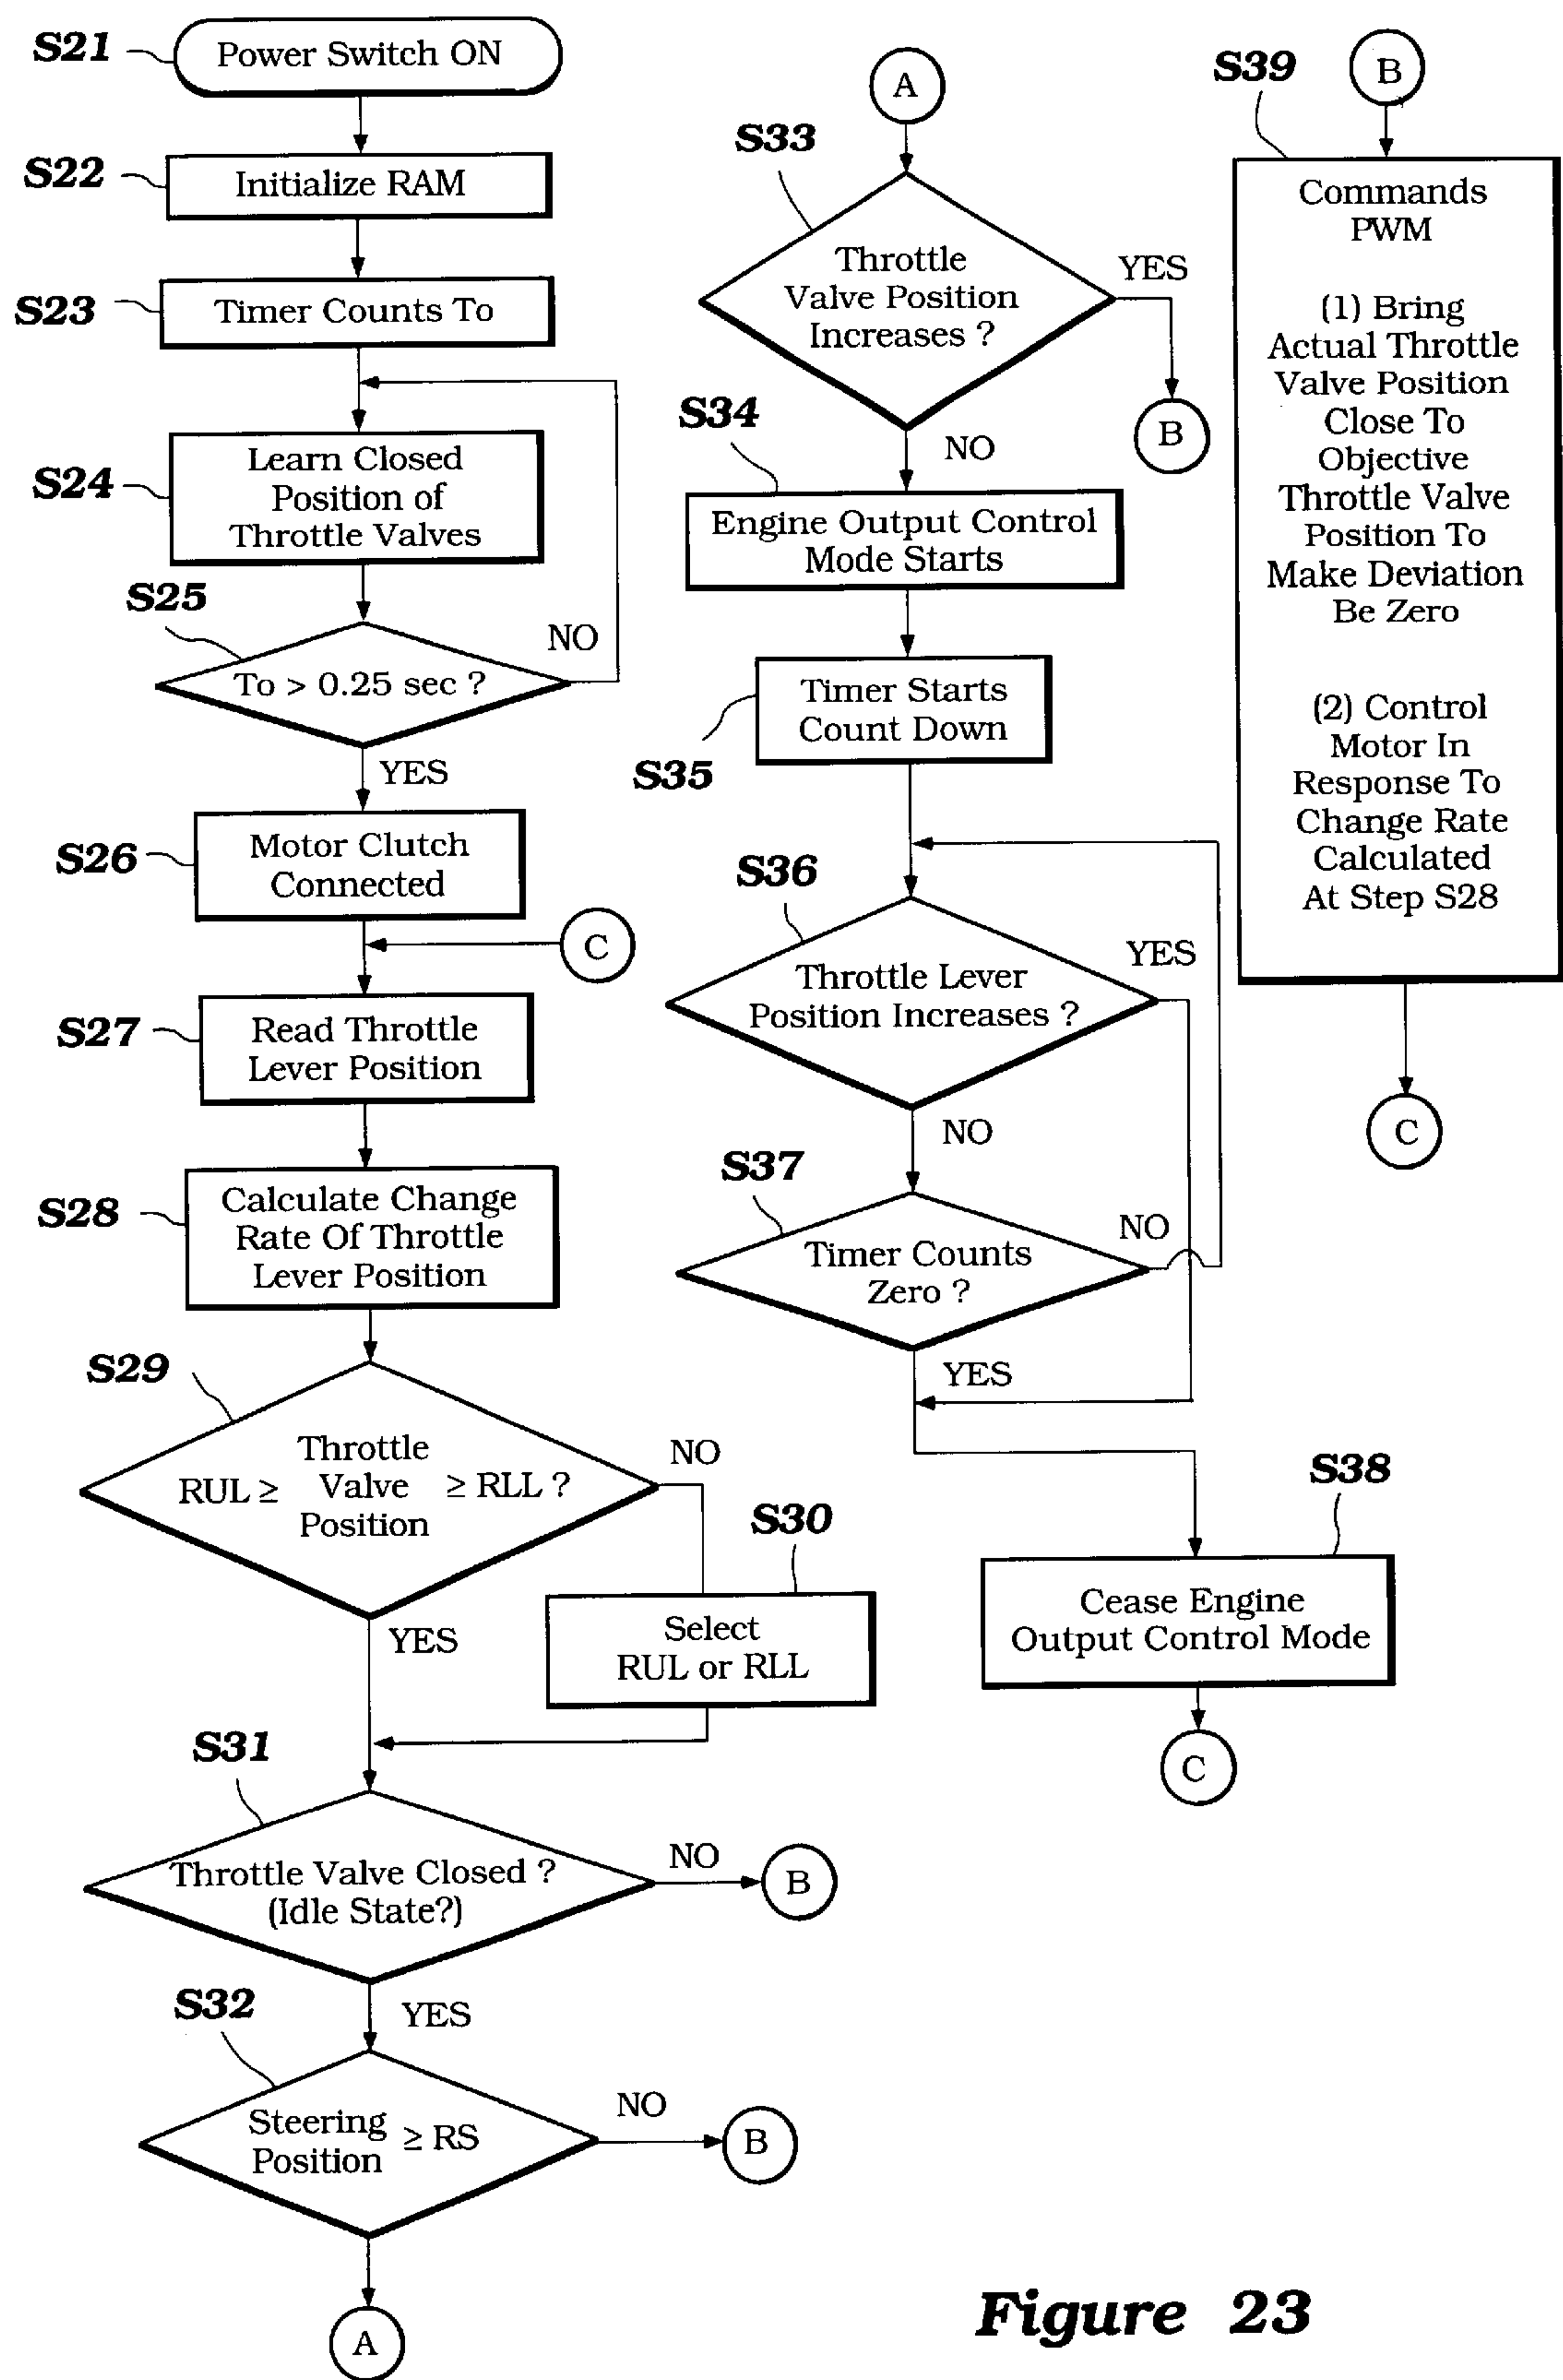 S21
Power Switch ON
S22
Initialize RAM
S23
Timer Counts To
S24
Learn Closed
Position of
Throttle Valves
S25
NO
To > 0.25 sec ?
YES
S26
Motor Clutch
Connected
C
S27
Read Throttle
Lever Position
S28
Calculate Change
Rate Of Throttle
Lever Position
S29
NO
RUL ≥ Throttle
Valve
Position ≥ RLL ?
YES
S30
Select
RUL or RLL
S31
Throttle Valve Closed ?
(Idle State?)
NO
B
YES
S32
Steering
Position ≥ RS
NO
B
A
A
S33
Throttle
Valve Position
Increases ?
YES
B
NO
S34
Engine Output Control
Mode Starts
S35
Timer Starts
Count Down
S36
Throttle Lever
Position Increases ?
YES
NO
S37
Timer Counts
Zero ?
NO
YES
S38
Cease Engine
Output Control Mode
C
S39
B
Commands
PWM
(1) Bring
Actual Throttle
Valve Position
Close To
Objective
Throttle Valve
Position To
Make Deviation
Be Zero
(2) Control
Motor In
Response To
Change Rate
Calculated
At Step S28
C
Figure 23